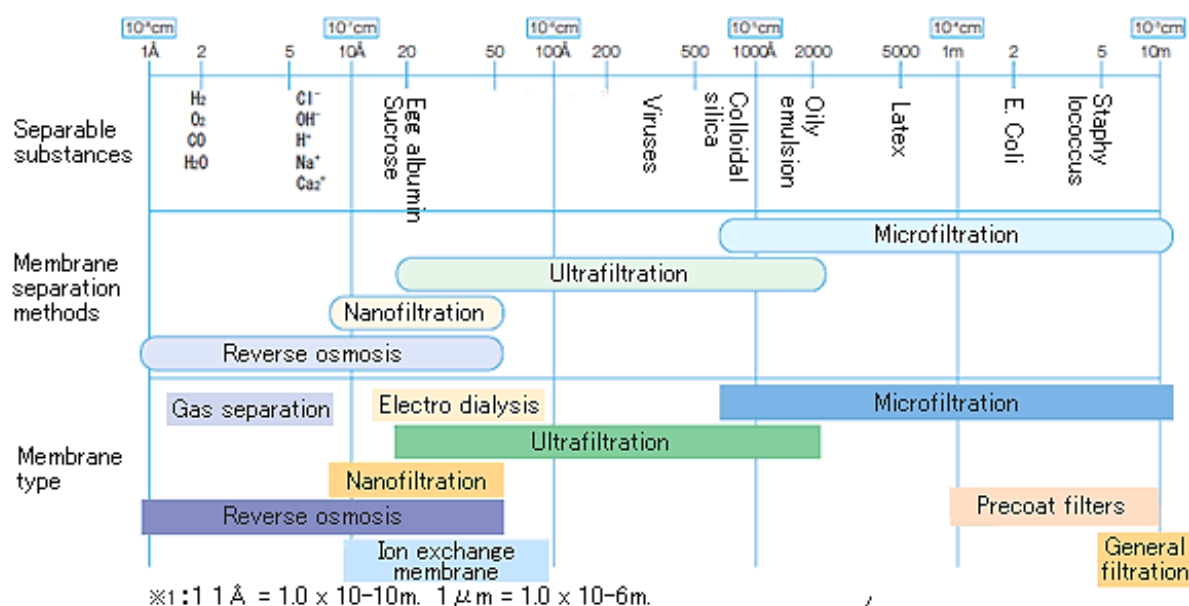 10⁻⁸cm 10⁻⁷cm 10⁻⁶cm 10⁻⁵cm 10⁻⁴cm 10⁻³cm
1Å 2 5 10Å 20 50 100Å 200 500 1000Å 2000 5000 1m 2 5 10m
Separable
substances
H₂
O₂
CO
H₂O
Cl⁻
OH⁻
H⁺
Na⁺
Ca₂⁺
Egg albumin
Sucrose
Viruses
Colloidal
silica
Oily
emulsion
Latex
E. Coli
Staphy
lococcus
Membrane
separation
methods
Microfiltration
Ultrafiltration
Nanofiltration
Reverse osmosis
Membrane
type
Gas separation
Electro dialysis
Microfiltration
Ultrafiltration
Nanofiltration
Reverse osmosis
Precoat filters
Ion exchange
membrane
General
filtration
※1:1 1Å = 1.0 x 10-10m. 1μm = 1.0 x 10-6m.